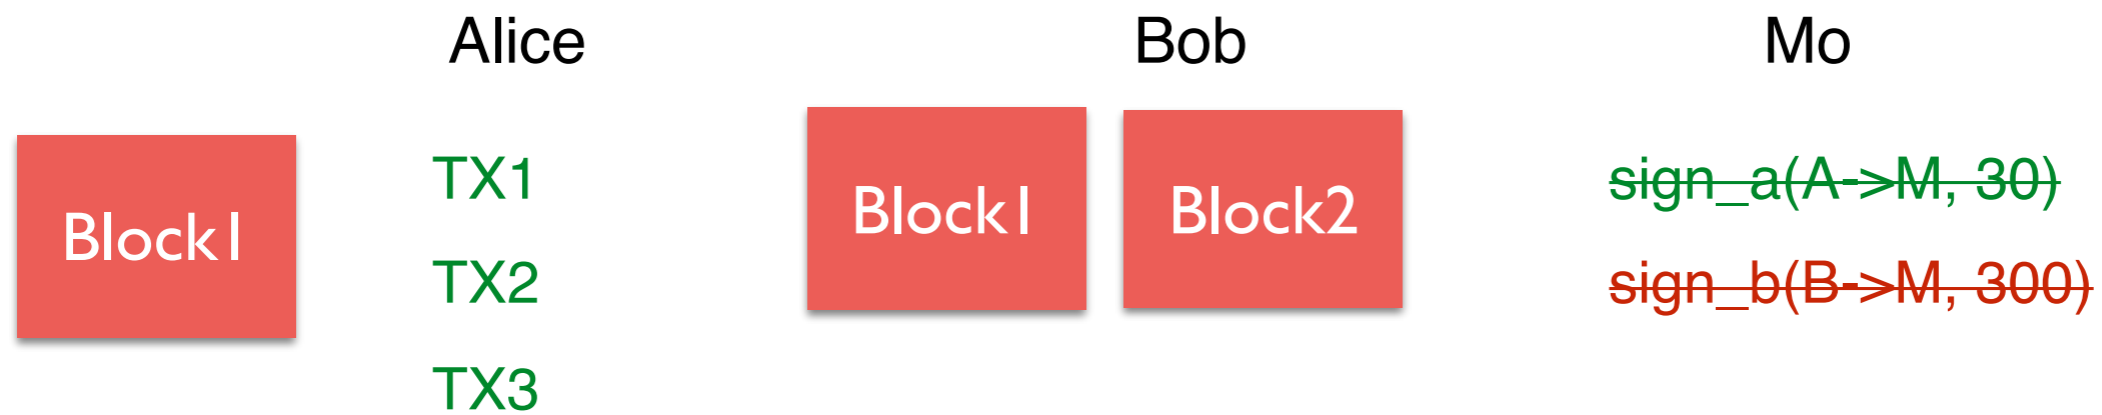 Alice
Bob
Mo
Block1
TX1
TX2
TX3
Block1
Block2
sign_a(A->M, 30)
sign_b(B->M, 300)